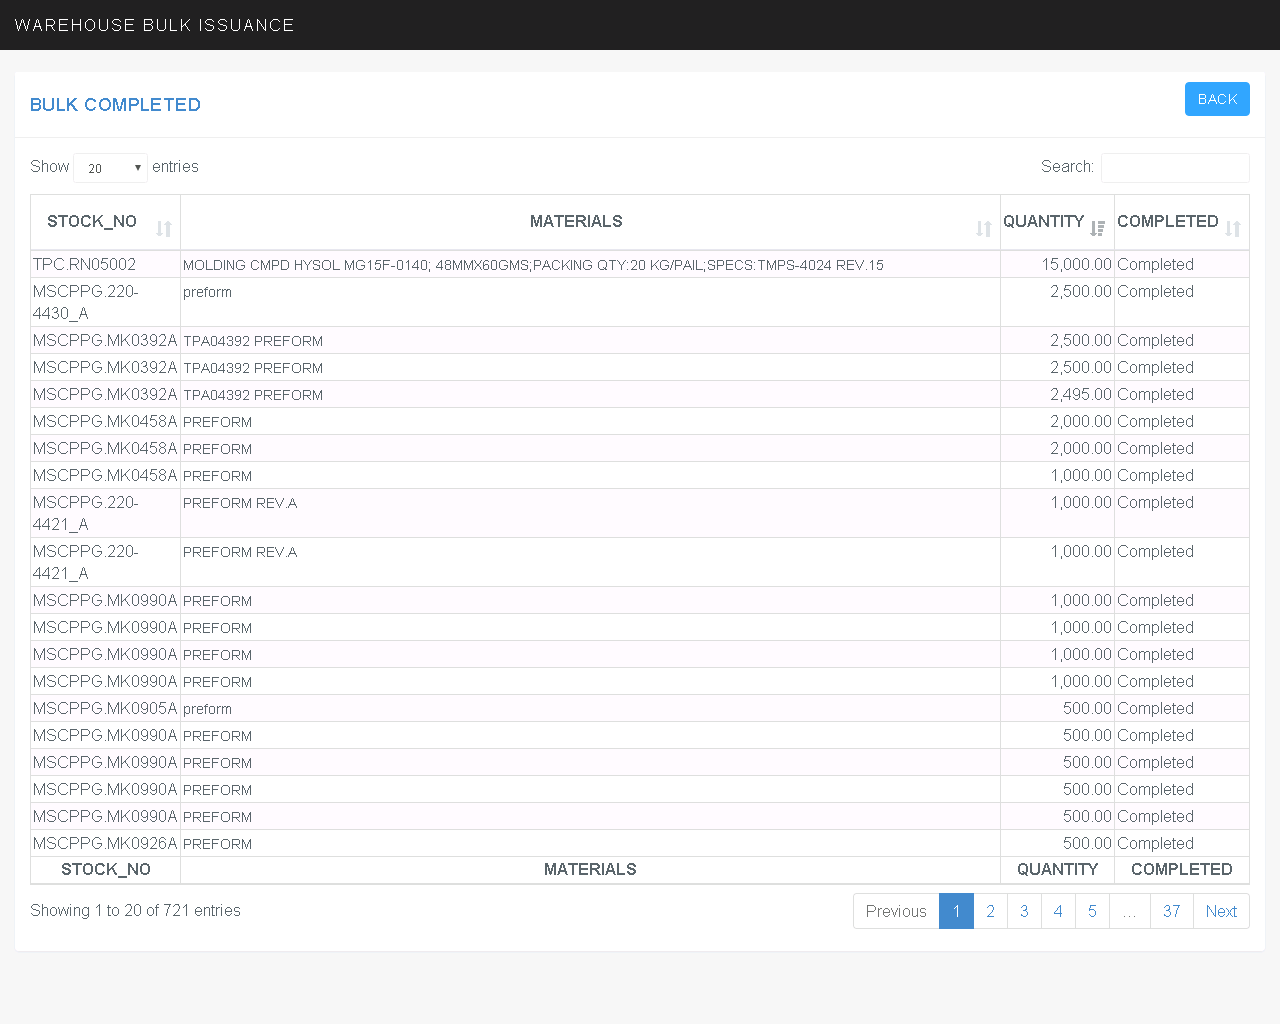 WAREHOUSE BULK ISSUANCE
BULK COMPLETED
BACK
Show 20 entries Search:
STOCK_NO MATERIALS QUANTITY COMPLETED
TPC.RN05002 MOLDING CMPD HYSOL MG15F-0140; 48MMX60GMS;PACKING QTY:20 KG/PAIL;SPECS:TMPS-4024 REV.15 15,000.00 Completed
MSCPPG.220- preform 2,500.00 Completed
4430_A
MSCPPG.MK0392A TPA04392 PREFORM 2,500.00 Completed
MSCPPG.MK0392A TPA04392 PREFORM 2,500.00 Completed
MSCPPG.MK0392A TPA04392 PREFORM 2,495.00 Completed
MSCPPG.MK0458A PREFORM 2,000.00 Completed
MSCPPG.MK0458A PREFORM 2,000.00 Completed
MSCPPG.MK0458A PREFORM 1,000.00 Completed
MSCPPG.220- PREFORM REV.A 1,000.00 Completed
4421_A
MSCPPG.220- PREFORM REV.A 1,000.00 Completed
4421_A
MSCPPG.MK0990A PREFORM 1,000.00 Completed
MSCPPG.MK0990A PREFORM 1,000.00 Completed
MSCPPG.MK0990A PREFORM 1,000.00 Completed
MSCPPG.MK0990A PREFORM 1,000.00 Completed
MSCPPG.MK0905A preform 500.00 Completed
MSCPPG.MK0990A PREFORM 500.00 Completed
MSCPPG.MK0990A PREFORM 500.00 Completed
MSCPPG.MK0990A PREFORM 500.00 Completed
MSCPPG.MK0990A PREFORM 500.00 Completed
MSCPPG.MK0926A PREFORM 500.00 Completed
STOCK_NO MATERIALS QUANTITY COMPLETED
Showing 1 to 20 of 721 entries Previous 1 2 3 4 5 ... 37 Next